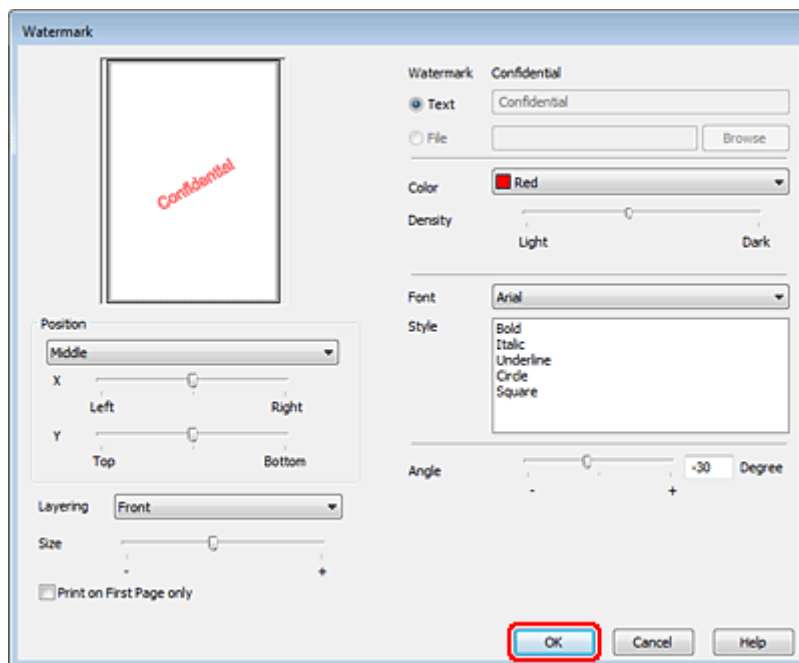 Watermark
Confidential
Position
Middle
X
Left Right
Y
Top Bottom
Layering Front
Size
- +
Print on First Page only
Watermark Confidential
Text Confidential
File Browse
Color Red
Density
Light Dark
Font Arial
Style
Bold
Italic
Underline
Circle
Square
Angle -30 Degree
- +
OK Cancel Help